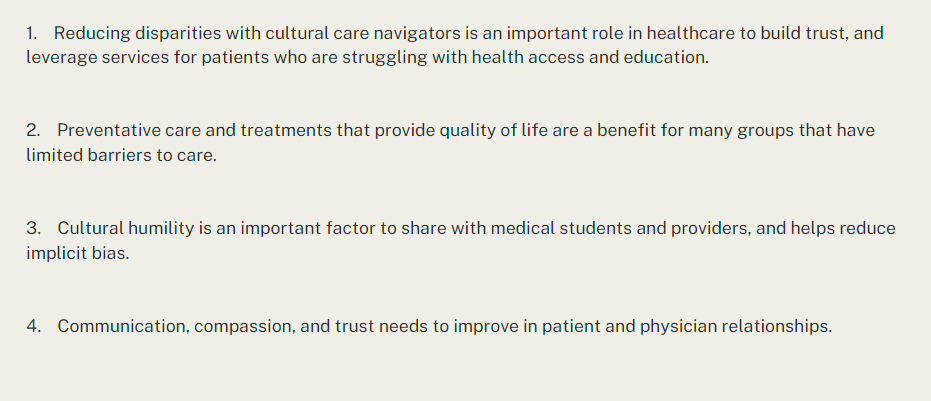 1. Reducing disparities with cultural care navigators is an important role in healthcare to build trust, and
leverage services for patients who are struggling with health access and education.
2. Preventative care and treatments that provide quality of life are a benefit for many groups that have
limited barriers to care.
3. Cultural humility is an important factor to share with medical students and providers, and helps reduce
implicit bias.
4. Communication, compassion, and trust needs to improve in patient and physician relationships.